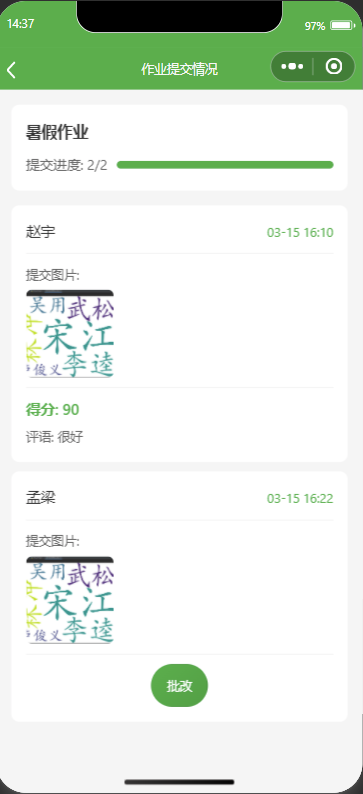 14:37
97%
作业提交情况
暑假作业
提交进度: 2/2
赵宇
03-15 16:10
提交图片:
吴用
武松
宋江
李逵
俊义
得分: 90
评语: 很好
孟梁
03-15 16:22
提交图片:
吴用
武松
宋江
李逵
俊义
批改